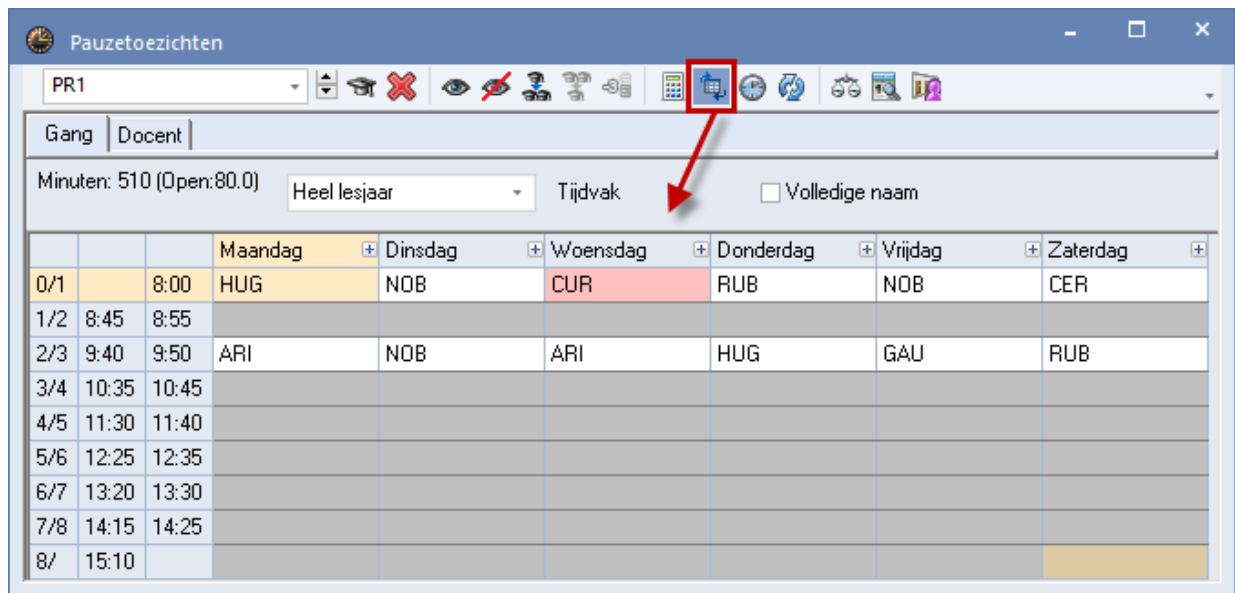 Pauzetoezichten
PR1
Gang Docent
Minuten: 510 (Open:80.0) Heel lesjaar Tijdvak Volledige naam
Maandag Dinsdag Woensdag Donderdag Vrijdag Zaterdag
0/1 8:00 HUG NOB CUR RUB NOB CER
1/2 8:45 8:55
2/3 9:40 9:50 ARI NOB ARI HUG GAU RUB
3/4 10:35 10:45
4/5 11:30 11:40
5/6 12:25 12:35
6/7 13:20 13:30
7/8 14:15 14:25
8/ 15:10